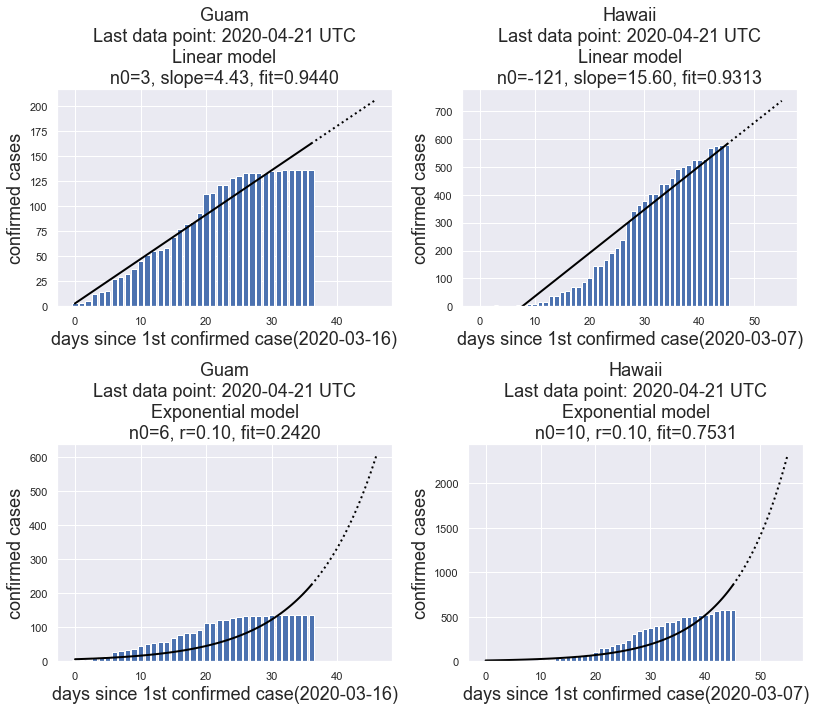 Guam
Last data point: 2020-04-21 UTC
Linear model
n0=3, slope=4.43, fit=0.9440
confirmed cases
200
175
150
125
100
75
50
25
0
0 10 20 30 40
days since 1st confirmed case(2020-03-16)
Hawaii
Last data point: 2020-04-21 UTC
Linear model
n0=-121, slope=15.60, fit=0.9313
confirmed cases
700
600
500
400
300
200
100
0
0 10 20 30 40 50
days since 1st confirmed case(2020-03-07)
Guam
Last data point: 2020-04-21 UTC
Exponential model
n0=6, r=0.10, fit=0.2420
confirmed cases
600
500
400
300
200
100
0
0 10 20 30 40
days since 1st confirmed case(2020-03-16)
Hawaii
Last data point: 2020-04-21 UTC
Exponential model
n0=10, r=0.10, fit=0.7531
confirmed cases
2000
1500
1000
500
0
0 10 20 30 40 50
days since 1st confirmed case(2020-03-07)